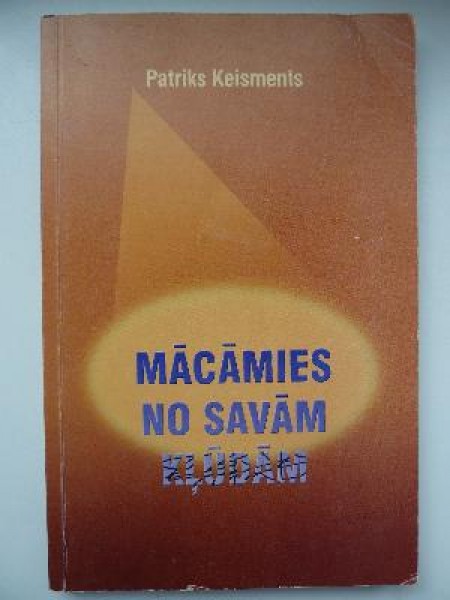 Patriks Keisments
MĀCĀMIES
NO SAVĀM
KĻŪDĀM